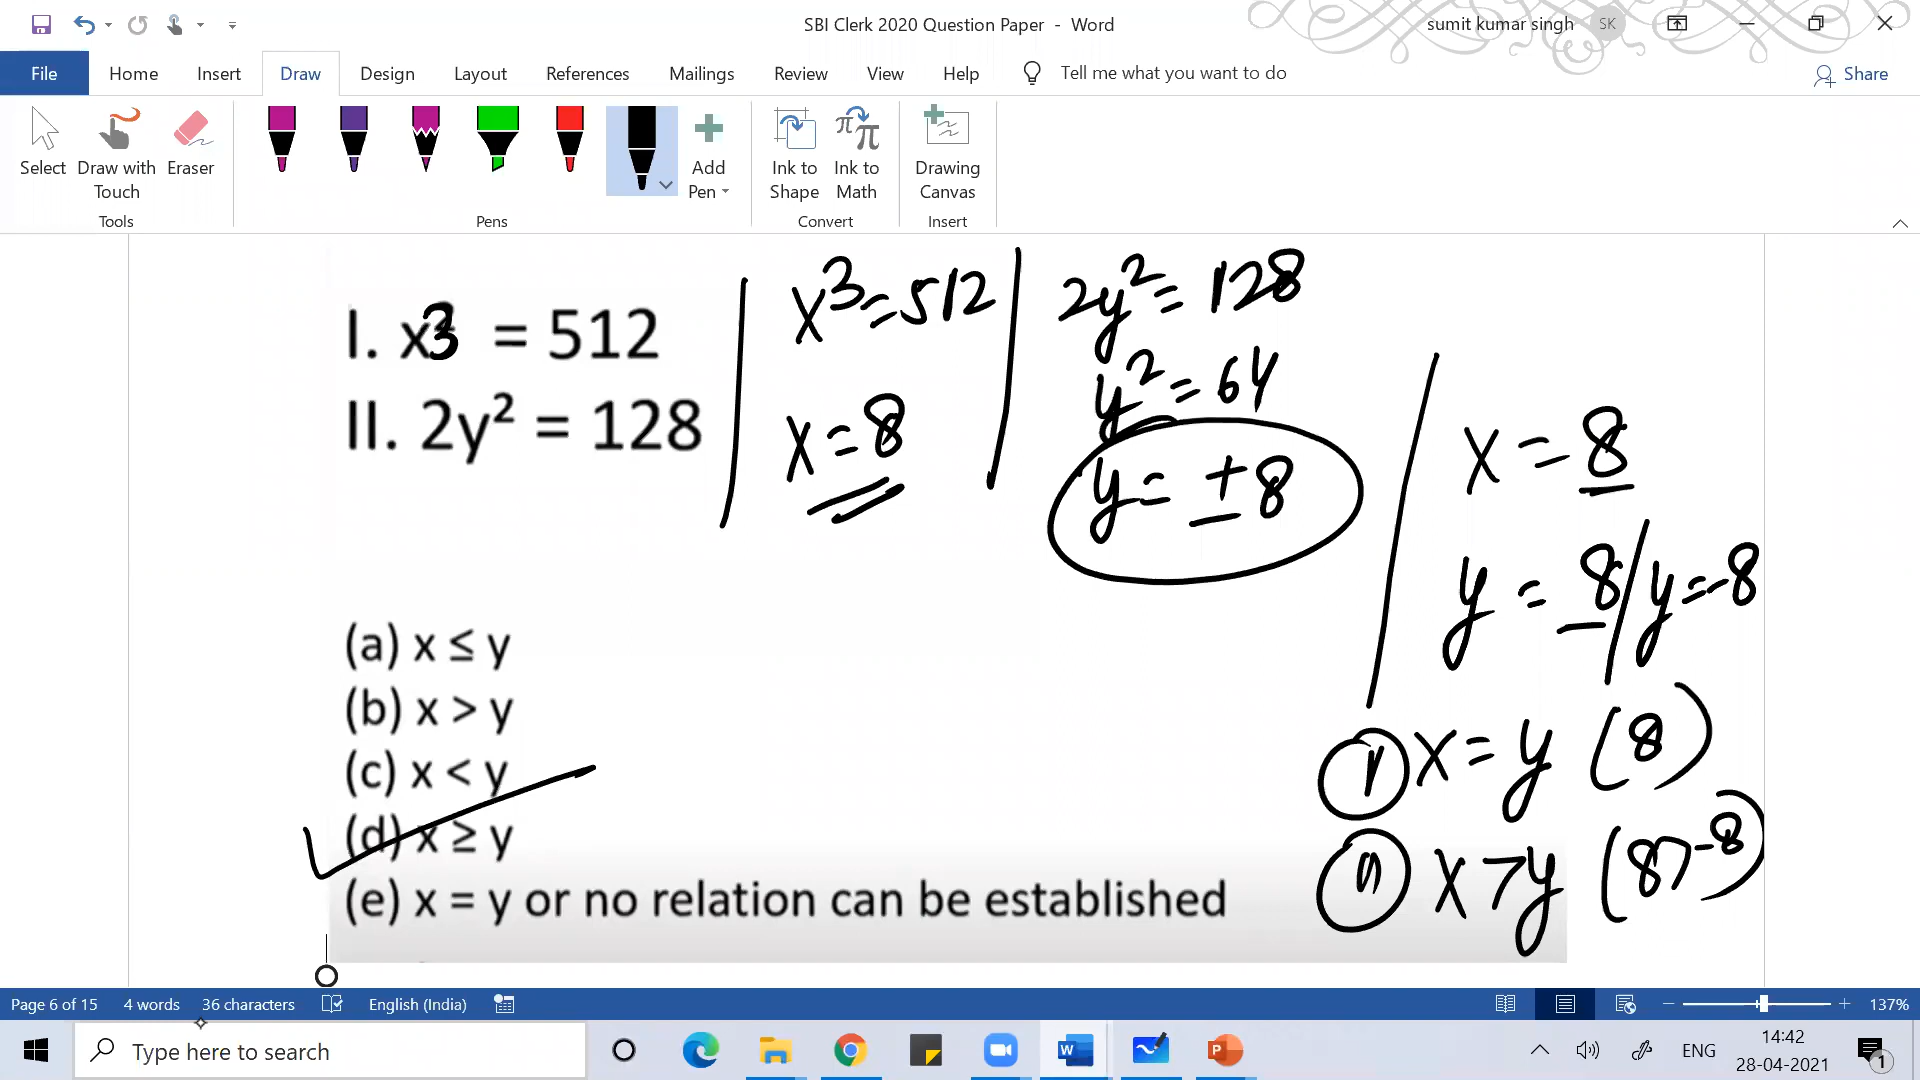 SBI Clerk 2020 Question Paper - Word
sumit kumar singh SK
File Home Insert Draw Design Layout References Mailings Review View Help Tell me what you want to do Share
Select Draw with Touch Eraser
Add Pen
Ink to Shape Ink to Math
Drawing Canvas
Tools Pens Convert Insert
I. x3 = 512
II. 2y² = 128
x³=512
x=8
2y²=128
y²=64
y=±8
x=8
y=8/y=-8
1 x=y (8)
x>y (8>-8)
(a) x ≤ y
(b) x > y
(c) x < y
(d) x ≥ y
(e) x = y or no relation can be established
Page 6 of 15 4 words 36 characters English (India) 137%
Type here to search
ENG
14:42
28-04-2021
1